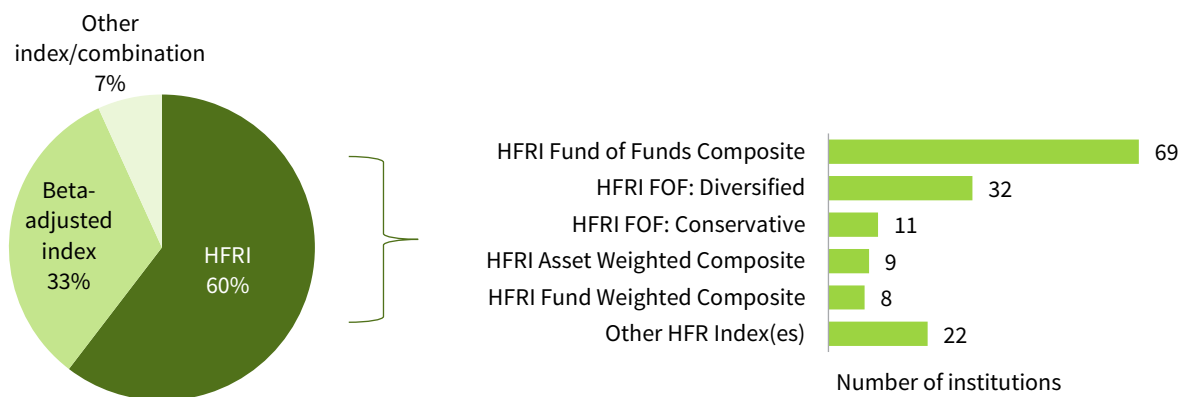 Other
index/combination
7%
Beta-
adjusted
index
33%
HFRI
60%
HFRI Fund of Funds Composite 69
HFRI FOF: Diversified 32
HFRI FOF: Conservative 11
HFRI Asset Weighted Composite 9
HFRI Fund Weighted Composite 8
Other HFR Index(es) 22
Number of institutions